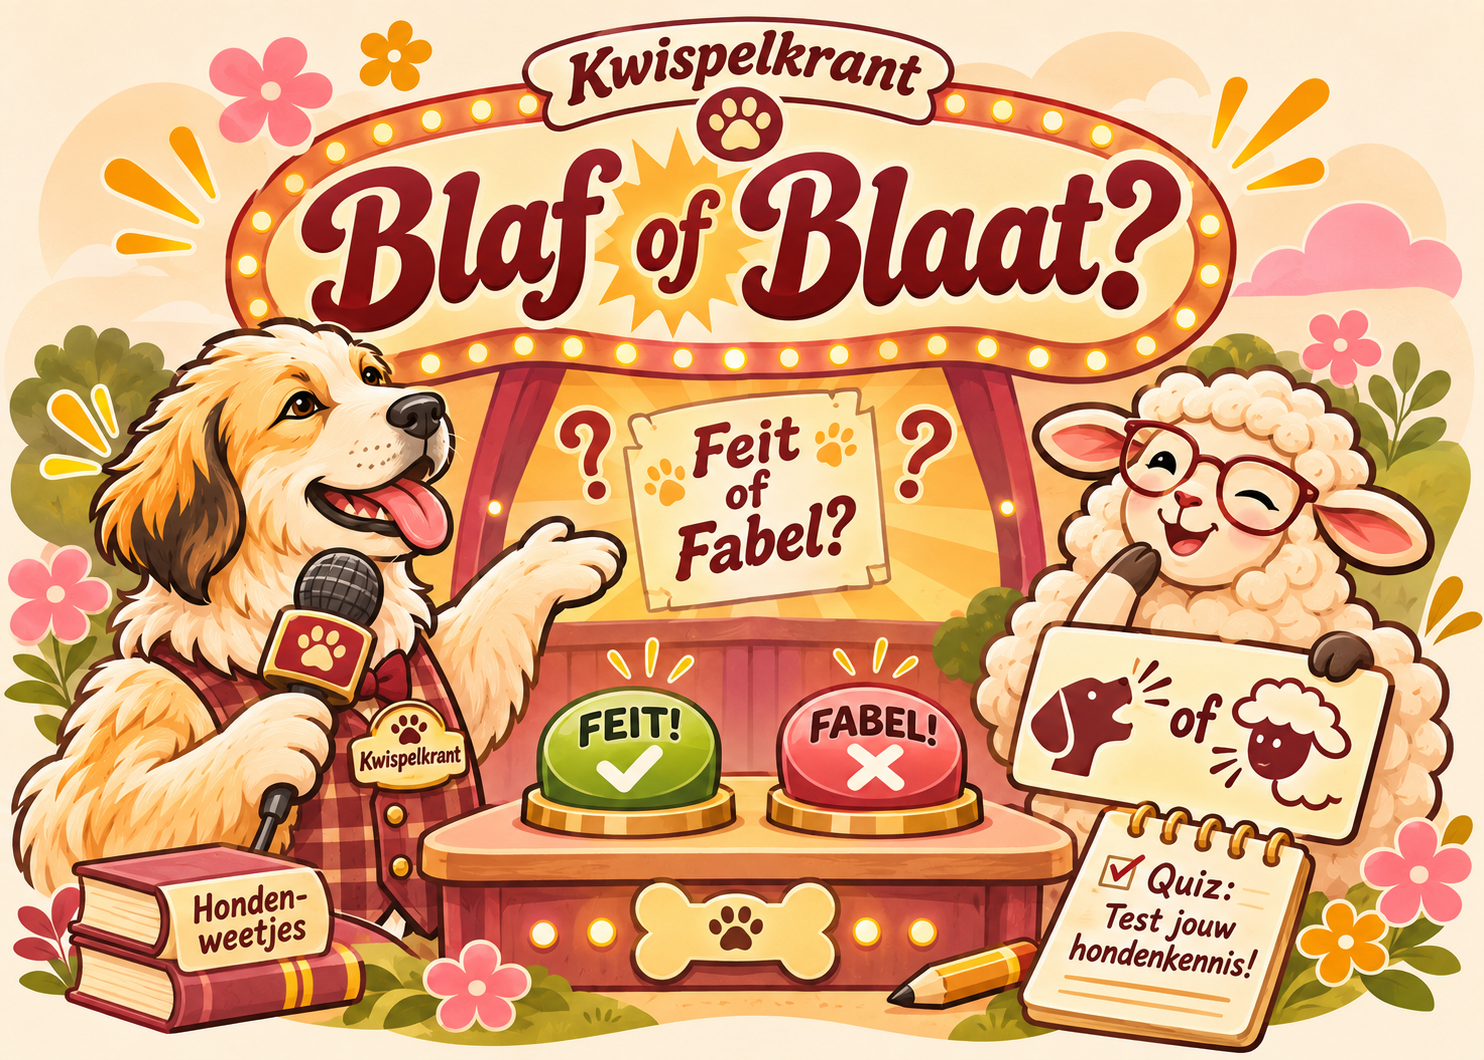 Kwispelkrant
Blaf of Blaat?
? Feit ?
of
Fabel?
FEIT!
FABEL!
Kwispelkrant
of
Honden-
weetjes
Quiz:
Test jouw
hondenkennis!